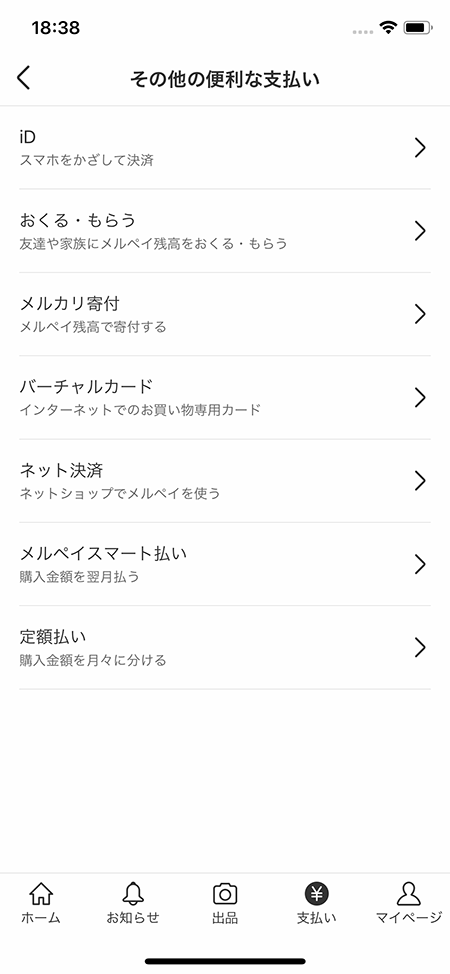 18:38
その他の便利な支払い
iD
スマホをかざして決済
おくる・もらう
友達や家族にメルペイ残高をおくる・もらう
メルカリ寄付
メルペイ残高で寄付する
バーチャルカード
インターネットでのお買い物専用カード
ネット決済
ネットショップでメルペイを使う
メルペイスマート払い
購入金額を翌月払う
定額払い
購入金額を月々に分ける
ホーム
お知らせ
出品
支払い
マイページ